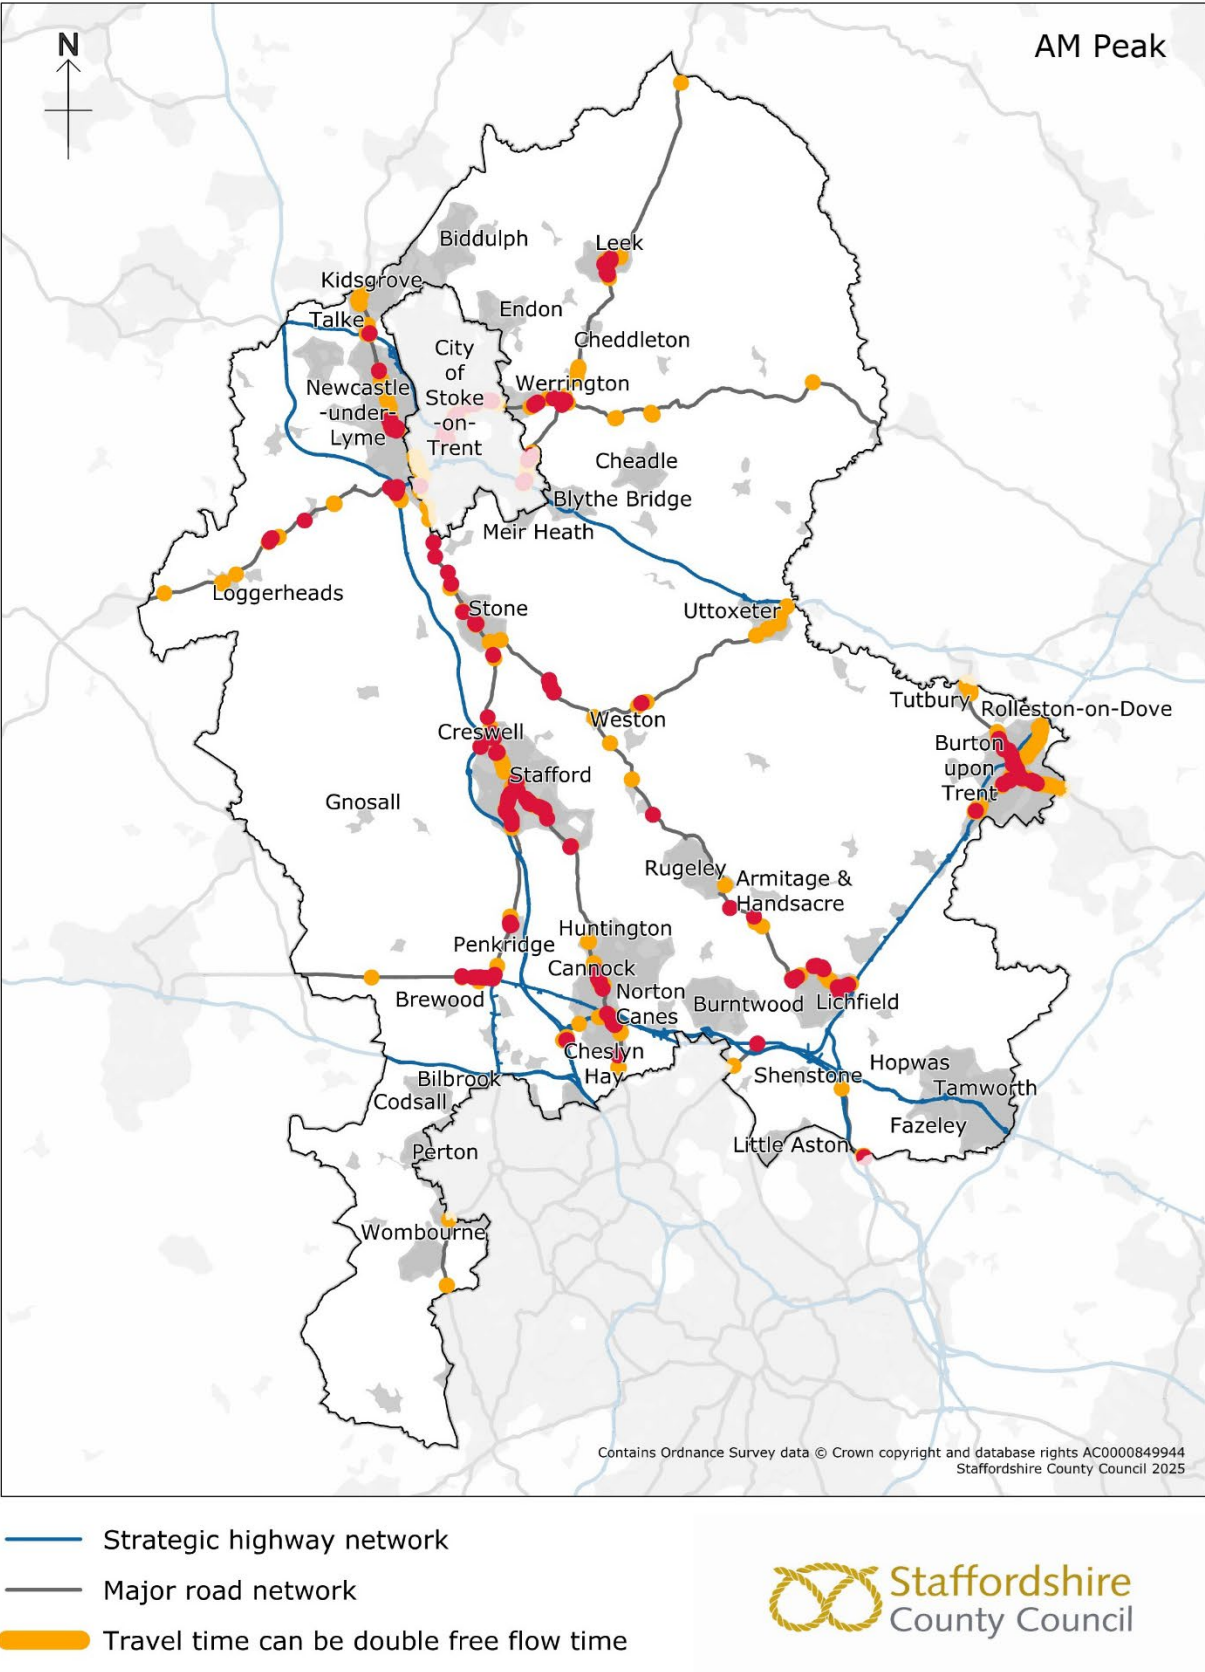 AM Peak
N
Biddulph
Leek
Kidsgrove
Endon
Talke
Cheddleton
City
of
Stoke
-on-
Trent
Werrington
Newcastle
-under-
Lyme
Cheadle
Blythe Bridge
Meir Heath
Loggerheads
Stone
Uttoxeter
Tutbury
Rolleston-on-Dove
Weston
Creswell
Burton
upon
Trent
Stafford
Gnosall
Rugeley
Armitage &
Handsacre
Huntington
Penkridge
Cannock
Norton
Canes
Brewood
Burntwood
Lichfield
Cheslyn
Hay
Hopwas
Shenstone
Bilbrook
Tamworth
Codsall
Fazeley
Little Aston
Perton
Wombourne
Contains Ordnance Survey data © Crown copyright and database rights AC0000849944
Staffordshire County Council 2025
Strategic highway network
Major road network
Travel time can be double free flow time
Staffordshire
County Council